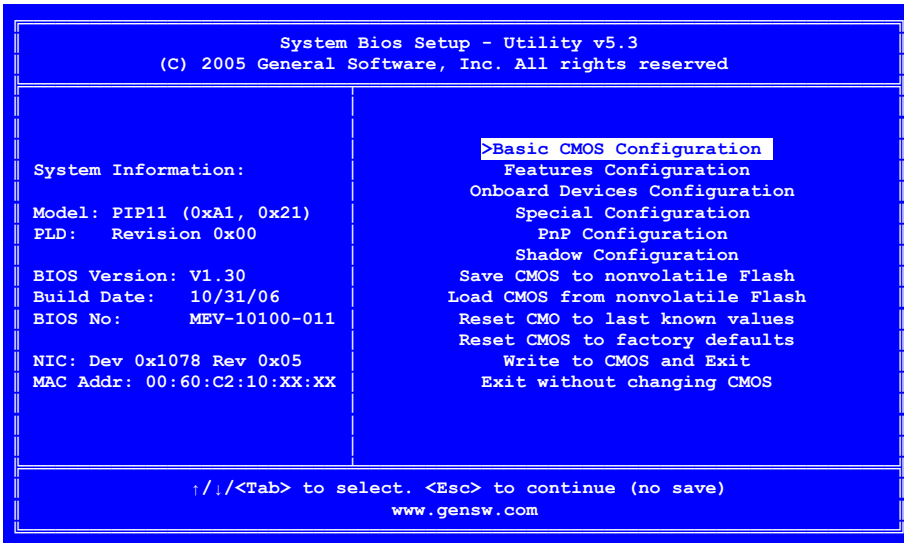 System Bios Setup - Utility v5.3
(C) 2005 General Software, Inc. All rights reserved
System Information:
Model: PIP11 (0xA1, 0x21)
PLD: Revision 0x00
BIOS Version: V1.30
Build Date: 10/31/06
BIOS No: MEV-10100-011
NIC: Dev 0x1078 Rev 0x05
MAC Addr: 00:60:C2:10:XX:XX
>Basic CMOS Configuration
Features Configuration
Onboard Devices Configuration
Special Configuration
PnP Configuration
Shadow Configuration
Save CMOS to nonvolatile Flash
Load CMOS from nonvolatile Flash
Reset CMO to last known values
Reset CMOS to factory defaults
Write to CMOS and Exit
Exit without changing CMOS
↑/↓/<Tab> to select. <Esc> to continue (no save)
www.gensw.com